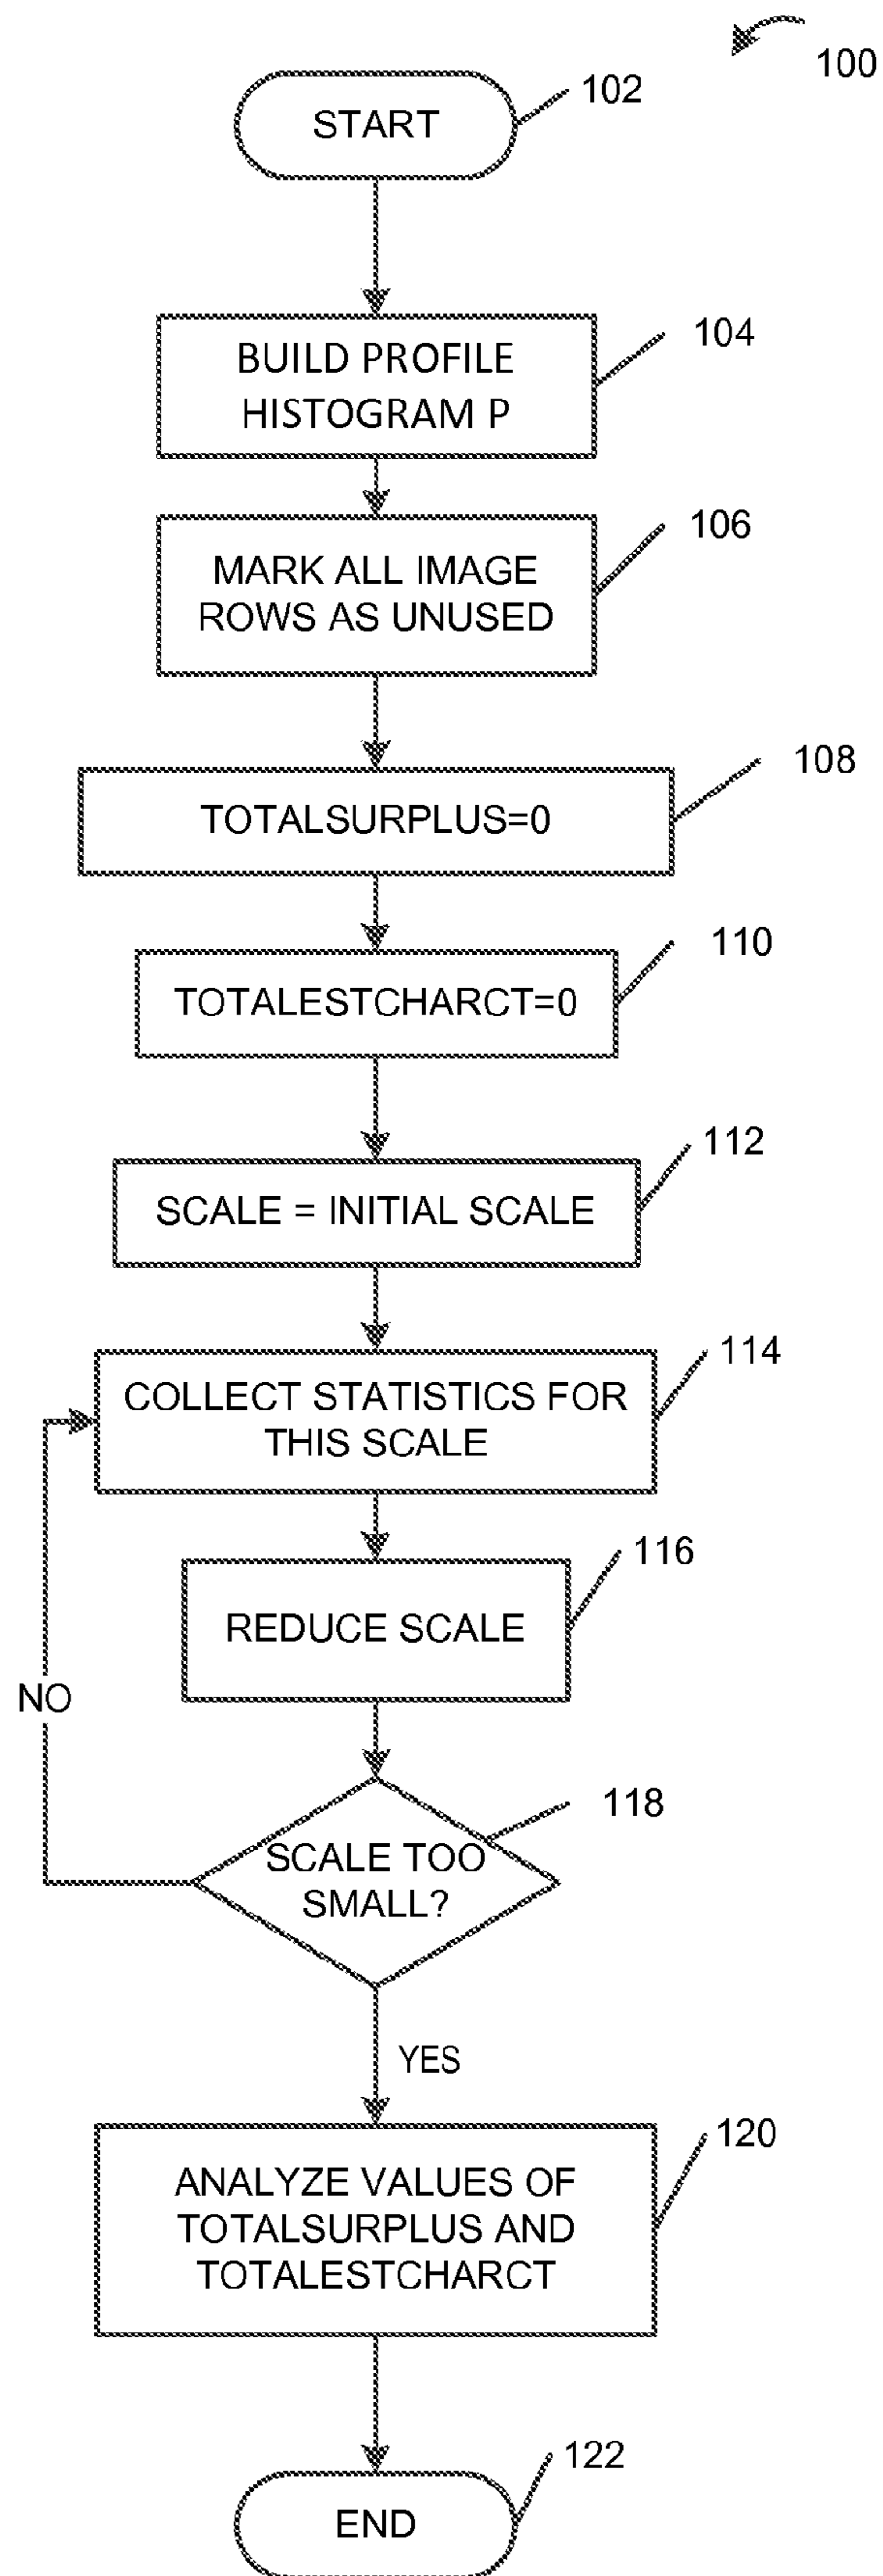 100
START
102
BUILD PROFILE
HISTOGRAM P
104
MARK ALL IMAGE
ROWS AS UNUSED
106
TOTALSURPLUS=0
108
TOTALESTCHARCT=0
110
SCALE = INITIAL SCALE
112
COLLECT STATISTICS FOR
THIS SCALE
114
REDUCE SCALE
116
NO
SCALE TOO
SMALL?
118
YES
ANALYZE VALUES OF
TOTALSURPLUS AND
TOTALESTCHARCT
120
END
122